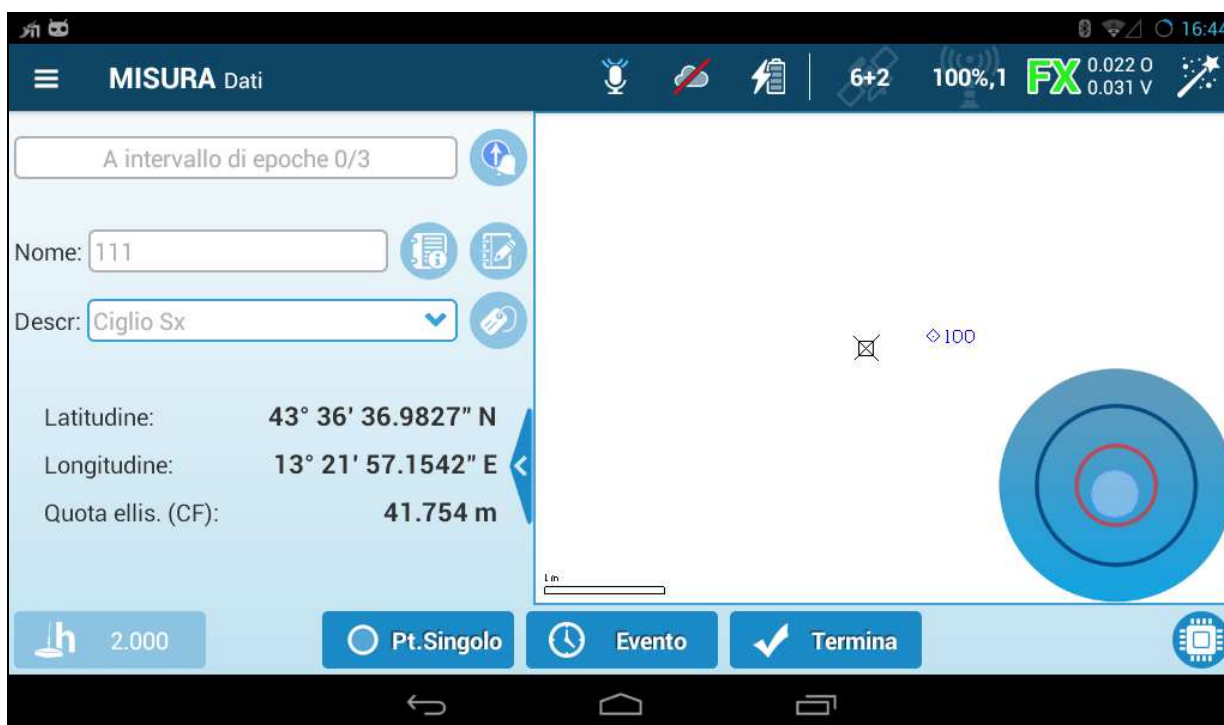 16:44
MISURA Dati
6+2
100%,1
FX
0.022 O
0.031 V
A intervallo di epoche 0/3
Nome: 111
Descr: Ciglio Sx
100
Latitudine: 43° 36' 36.9827" N
Longitudine: 13° 21' 57.1542" E
Quota ellis. (CF): 41.754 m
1m
h 2.000
Pt.Singolo
Evento
Termina